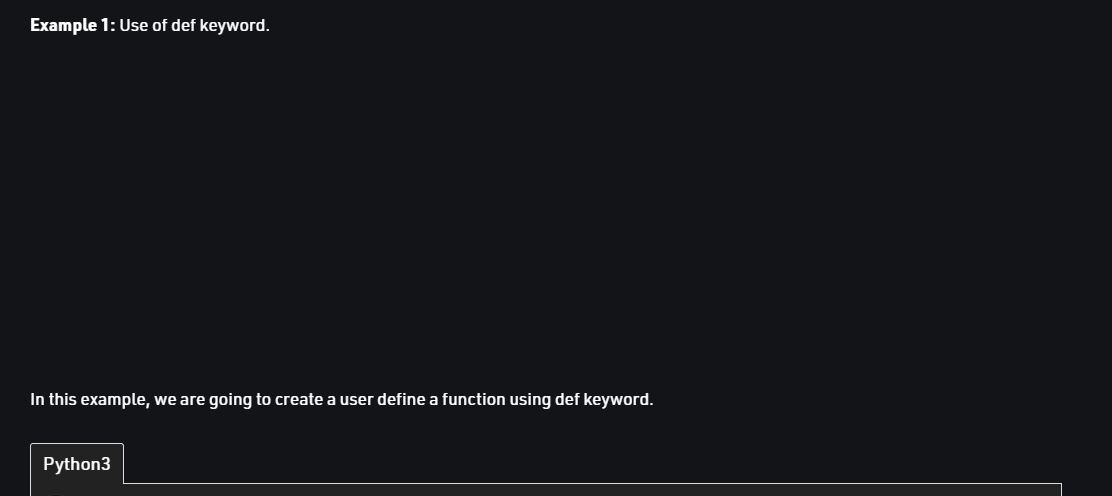 Example 1: Use of def keyword.
In this example, we are going to create a user define a function using def keyword.
Python3